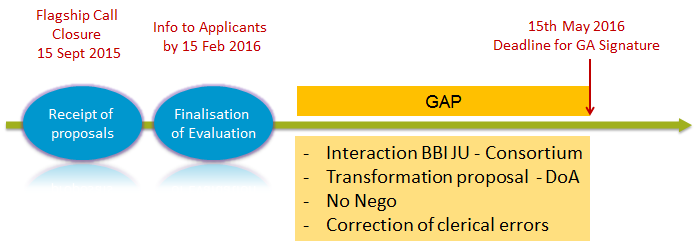 Flagship Call
Closure
15 Sept 2015
Info to Applicants
by 15 Feb 2016
15th May 2016
Deadline for GA Signature
Receipt of
proposals
Finalisation
of Evaluation
GAP
- Interaction BBI JU - Consortium
- Transformation proposal - DoA
- No Nego
- Correction of clerical errors